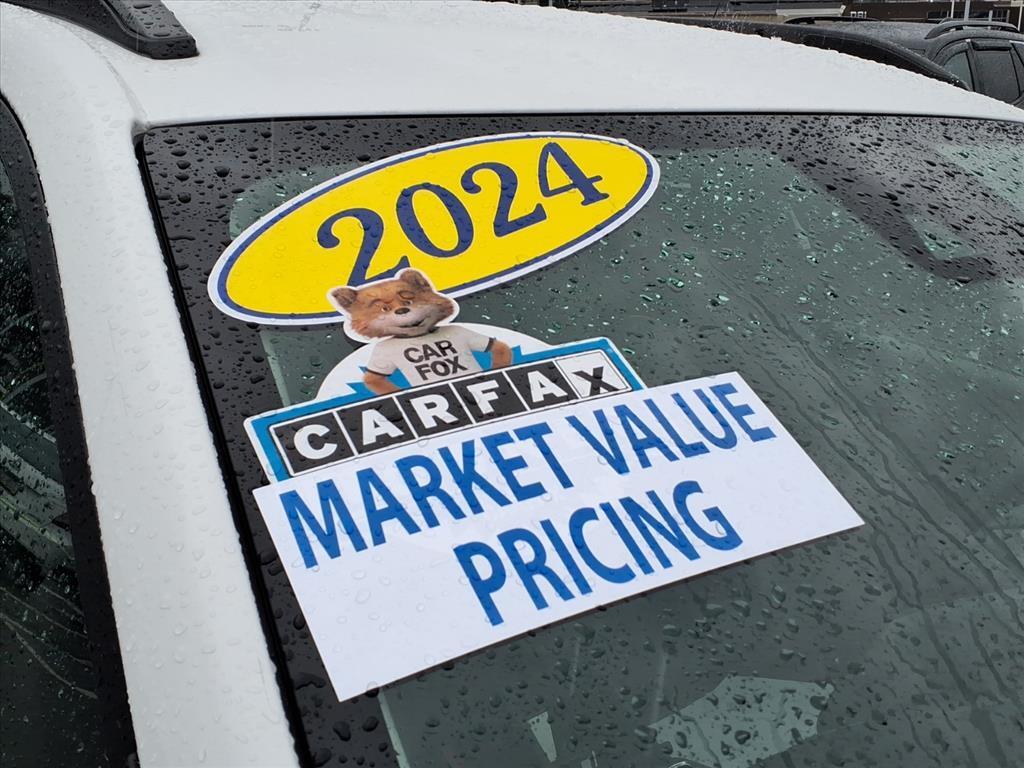 2024
CAR
FOX
CARFAX
MARKET VALUE
PRICING